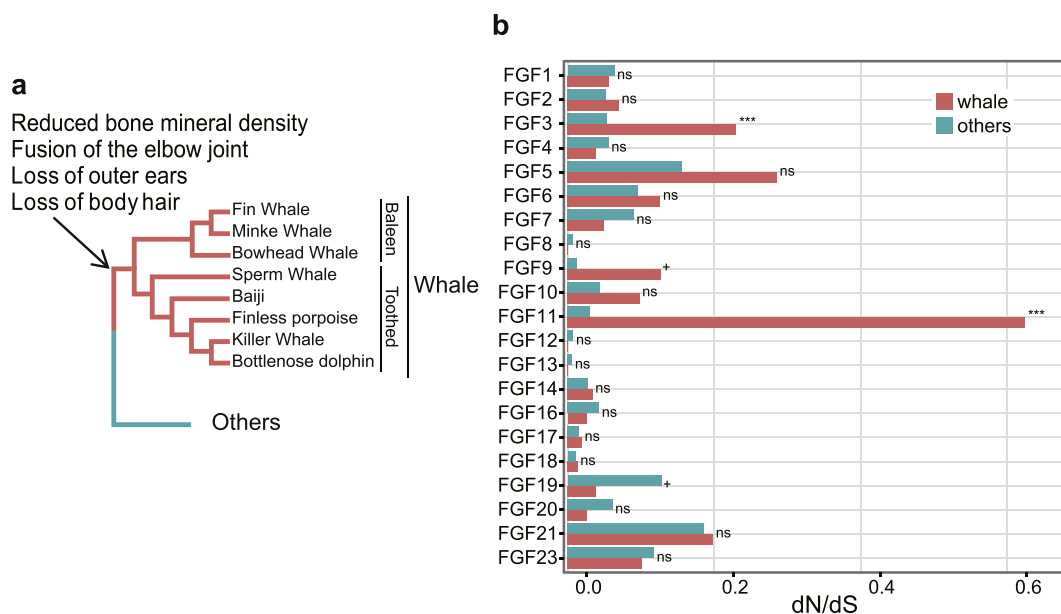 a
Reduced bone mineral density
Fusion of the elbow joint
Loss of outer ears
Loss of body hair
Fin Whale
Minke Whale
Bowhead Whale
Sperm Whale
Baiji
Finless porpoise
Killer Whale
Bottlenose dolphin
Baleen
Toothed
Whale
Others
b
whale
others
FGF1 ns
FGF2 ns
FGF3 ***
FGF4 ns
FGF5 ns
FGF6 ns
FGF7 ns
FGF8 ns
FGF9 +
FGF10 ns
FGF11 ***
FGF12 ns
FGF13 ns
FGF14 ns
FGF16 ns
FGF17 ns
FGF18 ns
FGF19 +
FGF20 ns
FGF21 ns
FGF23 ns
0.0 0.2 0.4 0.6
dN/dS